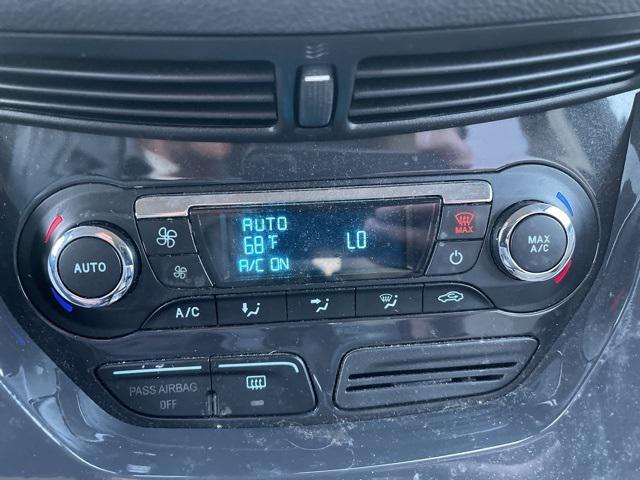 AUTO
68°F LO
A/C ON
MAX
AUTO
MAX
A/C
A/C
PASS AIRBAG
OFF